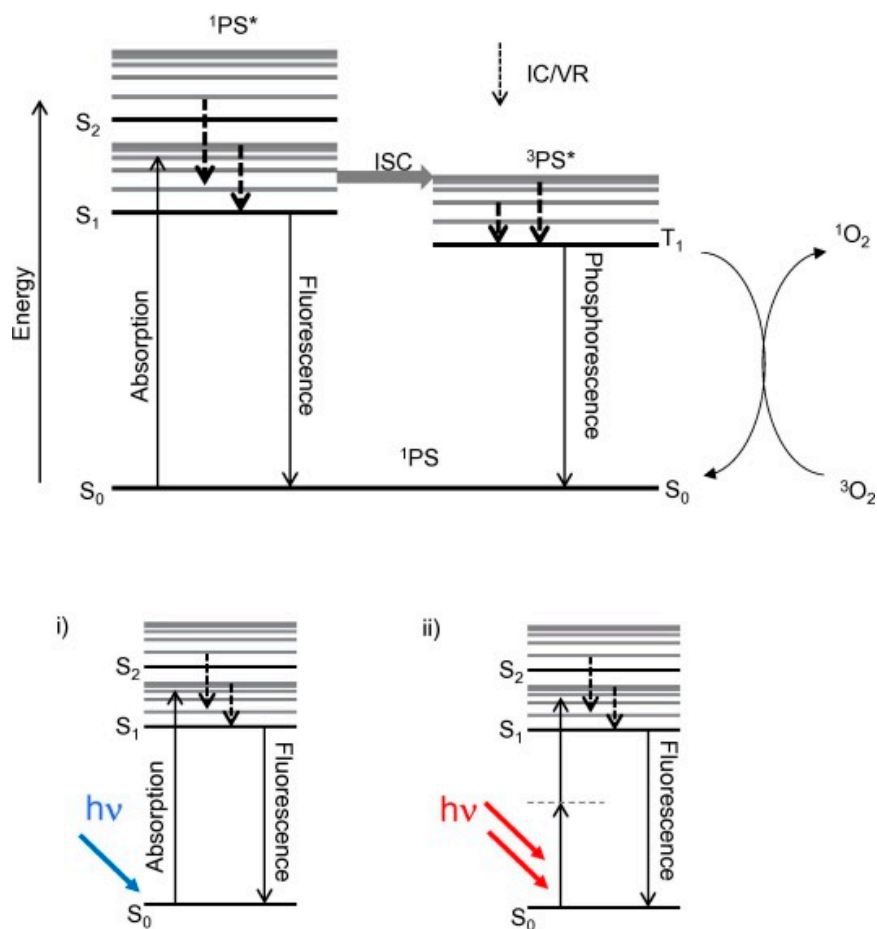 ¹PS*
IC/VR
S₂
ISC
³PS*
S₁
T₁
¹O₂
Energy
Absorption
Fluorescence
Phosphorescence
¹PS
S₀
S₀
³O₂
i)
S₂
S₁
hν
Absorption
Fluorescence
S₀
ii)
S₂
S₁
hν
Fluorescence
S₀